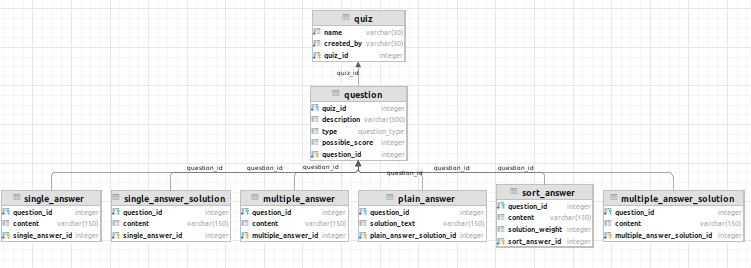 quiz
name varchar(30)
created_by varchar(30)
quiz_id integer
quiz_id
question
quiz_id integer
description varchar(300)
type question_type
possible_score integer
question_id integer
question_id question_id question_id question_id question_id question_id
single_answer
question_id integer
content varchar(150)
single_answer_id integer
single_answer_solution
question_id integer
content varchar(150)
single_answer_id integer
multiple_answer
question_id integer
content varchar(150)
multiple_answer_id integer
plain_answer
question_id integer
solution_text varchar(150)
plain_answer_solution_id integer
sort_answer
question_id integer
content varchar(150)
solution_weight integer
sort_answer_id integer
multiple_answer_solution
question_id integer
content varchar(150)
multiple_answer_solution_id integer